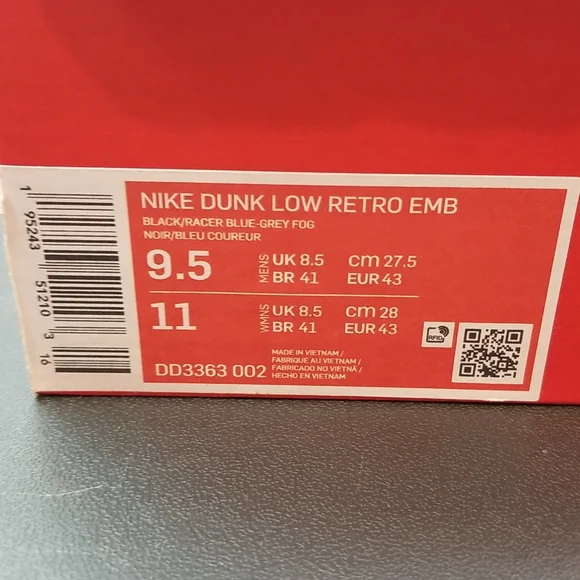 NIKE DUNK LOW RETRO EMB
BLACK/RACER BLUE-GREY FOG
NOIR/BLEU COUREUR
9.5 MENS UK 8.5 CM 27.5
BR 41 EUR 43
11 WMNS UK 8.5 CM 28
BR 41 EUR 43
MADE IN VIETNAM /
FABRIQUE AU VIETNAM /
FABRICADO NO VIETNÃ /
HECHO EN VIETNAM
DD3363 002
RFID
1 95243 51210 3 16